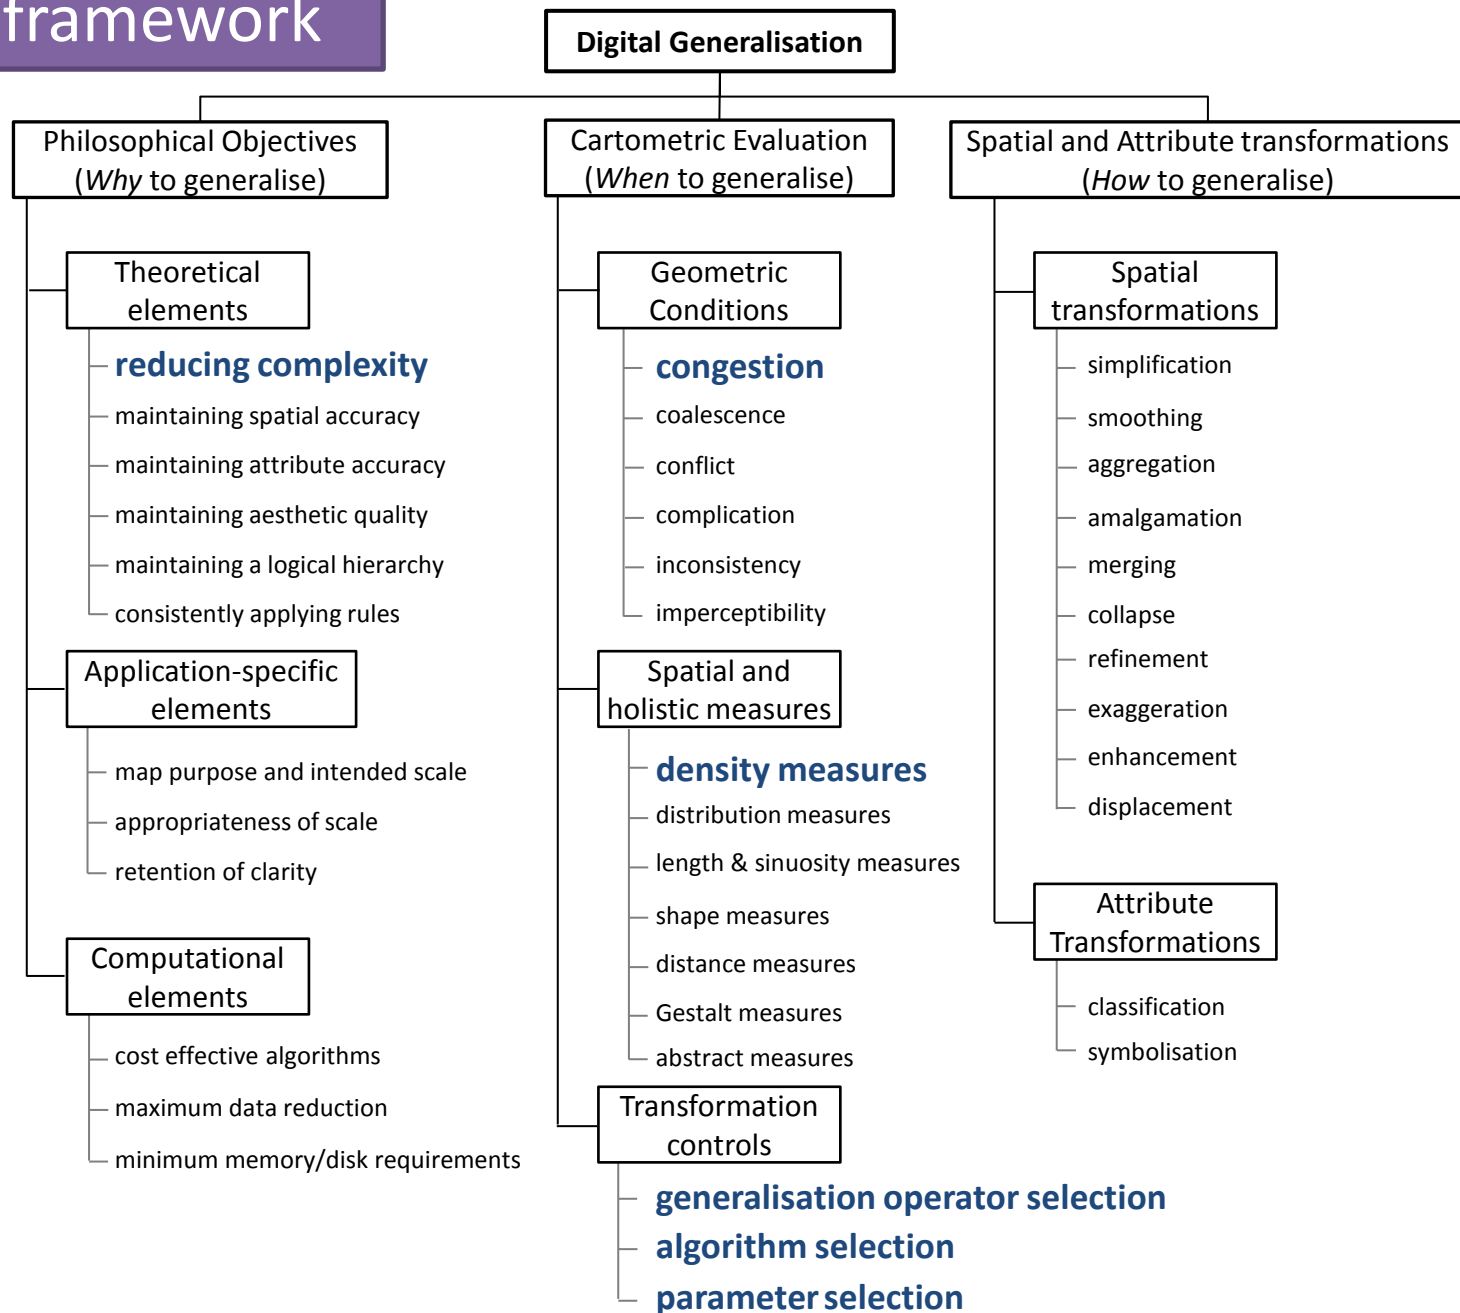 framework
Digital Generalisation
Philosophical Objectives
(Why to generalise)
Theoretical
elements
reducing complexity
maintaining spatial accuracy
maintaining attribute accuracy
maintaining aesthetic quality
maintaining a logical hierarchy
consistently applying rules
Application-specific
elements
map purpose and intended scale
appropriateness of scale
retention of clarity
Computational
elements
cost effective algorithms
maximum data reduction
minimum memory/disk requirements
Cartometric Evaluation
(When to generalise)
Geometric
Conditions
congestion
coalescence
conflict
complication
inconsistency
imperceptibility
Spatial and
holistic measures
density measures
distribution measures
length & sinuosity measures
shape measures
distance measures
Gestalt measures
abstract measures
Transformation
controls
generalisation operator selection
algorithm selection
parameter selection
Spatial and Attribute transformations
(How to generalise)
Spatial
transformations
simplification
smoothing
aggregation
amalgamation
merging
collapse
refinement
exaggeration
enhancement
displacement
Attribute
Transformations
classification
symbolisation